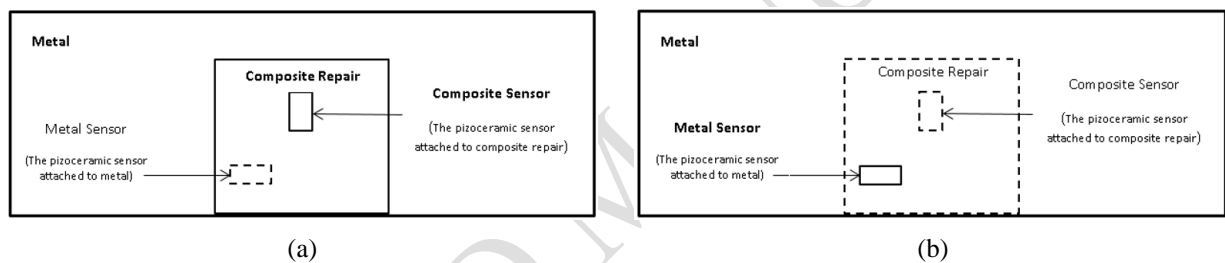 Metal
Composite Repair
Composite Sensor
(The pizoceramic sensor
attached to composite repair)
Metal Sensor
(The pizoceramic sensor
attached to metal)
(a)
Metal
Composite Repair
Composite Sensor
(The pizoceramic sensor
attached to composite repair)
Metal Sensor
(The pizoceramic sensor
attached to metal)
(b)